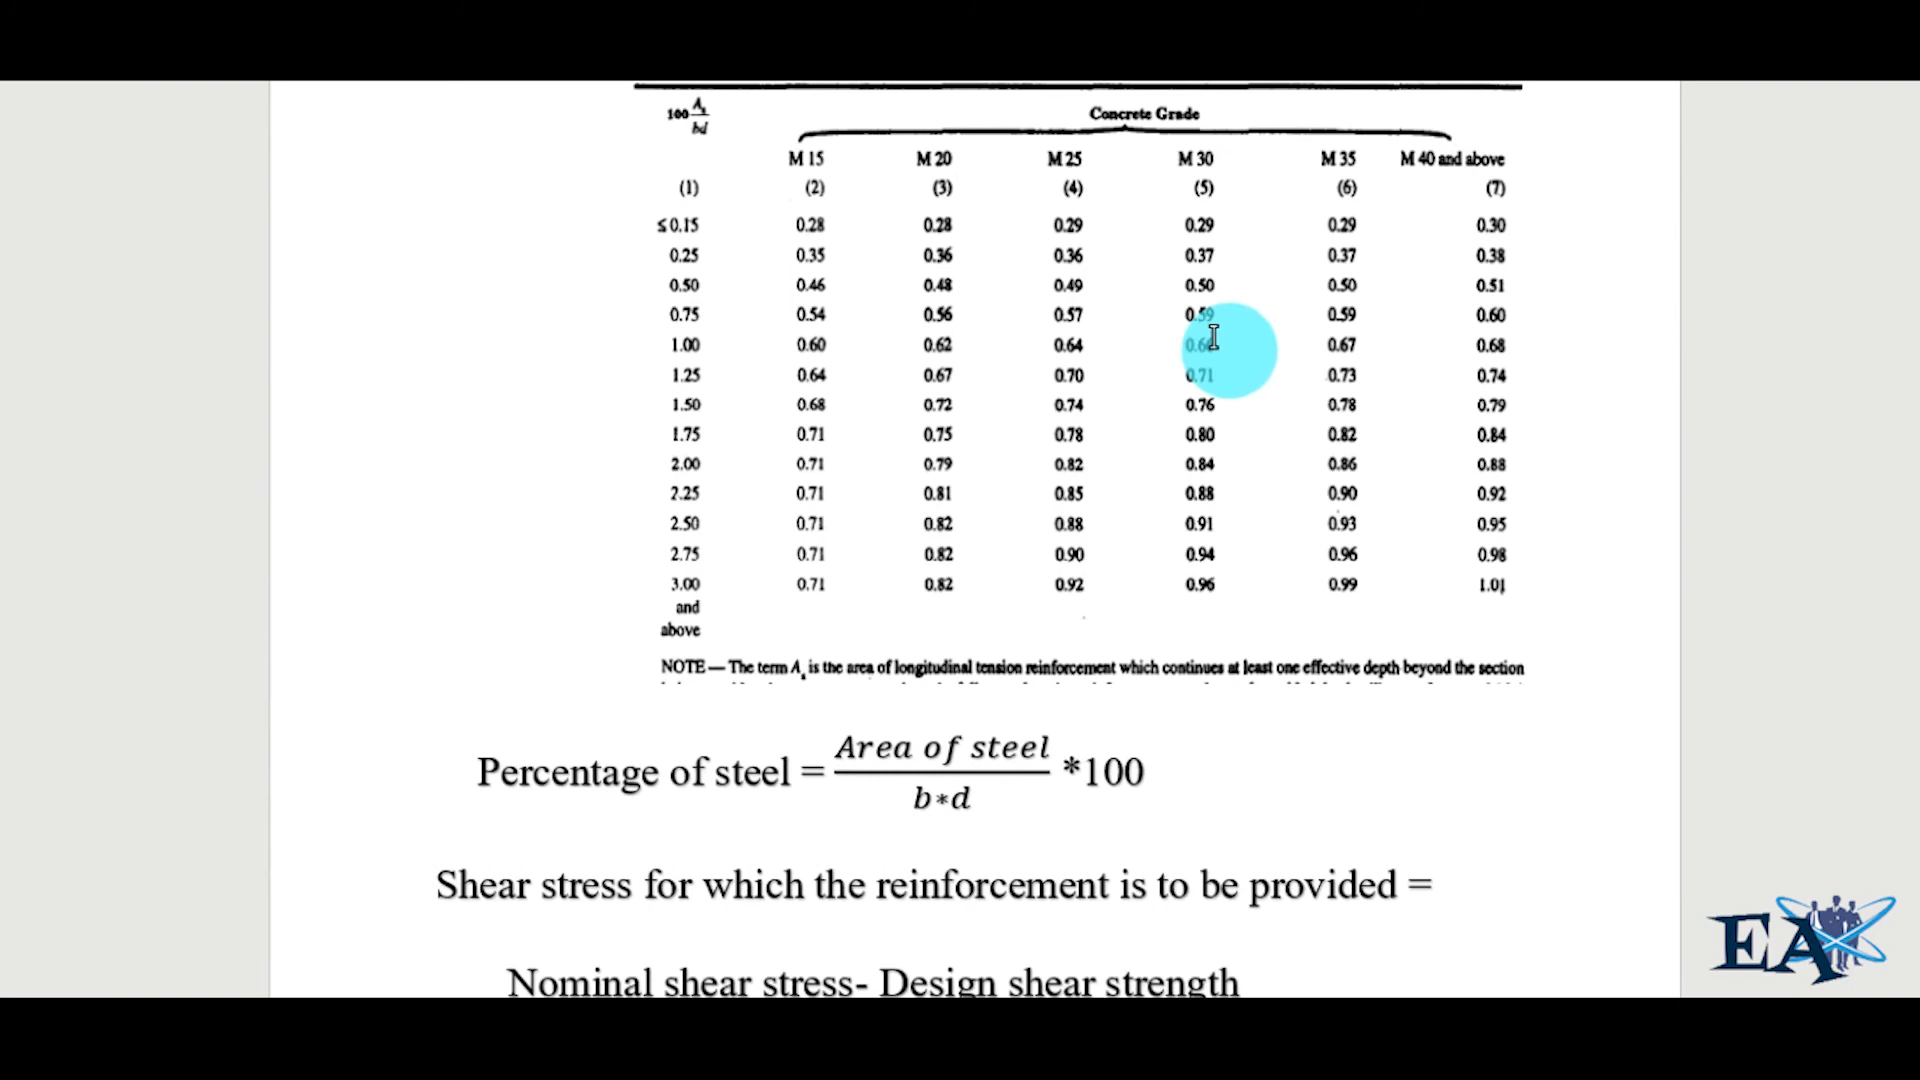 100 As/bd Concrete Grade
M 15 M 20 M 25 M 30 M 35 M 40 and above
(1) (2) (3) (4) (5) (6) (7)
≤ 0.15 0.28 0.28 0.29 0.29 0.29 0.30
0.25 0.35 0.36 0.36 0.37 0.37 0.38
0.50 0.46 0.48 0.49 0.50 0.50 0.51
0.75 0.54 0.56 0.57 0.59 0.59 0.60
1.00 0.60 0.62 0.64 0.67 0.68
1.25 0.64 0.67 0.70 0.71 0.73 0.74
1.50 0.68 0.72 0.74 0.76 0.78 0.79
1.75 0.71 0.75 0.78 0.80 0.82 0.84
2.00 0.71 0.79 0.82 0.84 0.86 0.88
2.25 0.71 0.81 0.85 0.88 0.90 0.92
2.50 0.71 0.82 0.88 0.91 0.93 0.95
2.75 0.71 0.82 0.90 0.94 0.96 0.98
3.00 0.71 0.82 0.92 0.96 0.99 1.01
and
above
NOTE — The term As is the area of longitudinal tension reinforcement which continues at least one effective depth beyond the section
Percentage of steel = Area of steel / b*d *100
Shear stress for which the reinforcement is to be provided =
Nominal shear stress- Design shear strength
EA